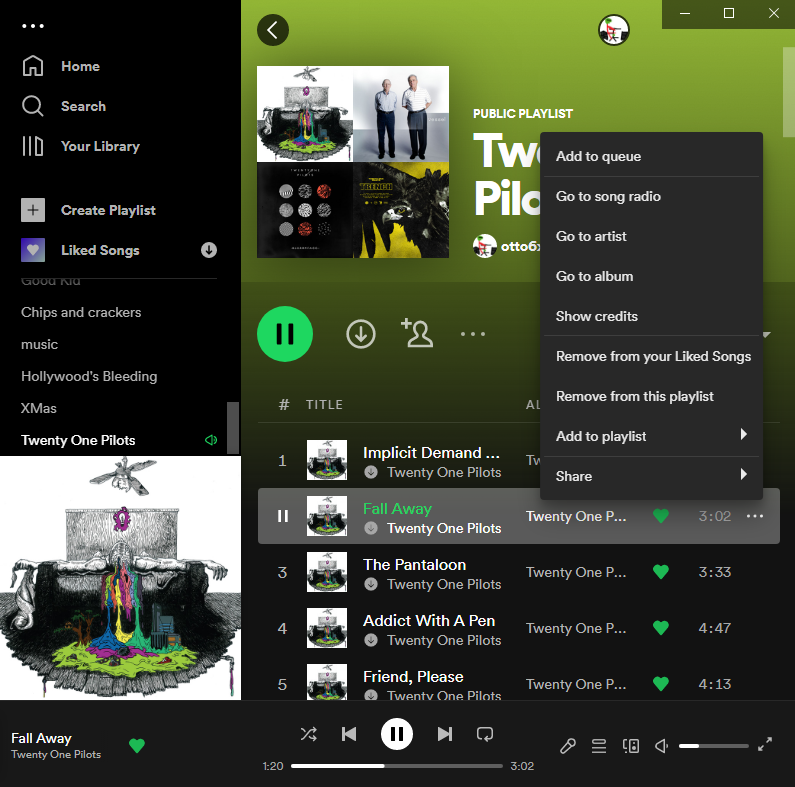 Home
Search
Your Library
Create Playlist
Liked Songs
Good Kid
Chips and crackers
music
Hollywood's Bleeding
XMas
Twenty One Pilots
PUBLIC PLAYLIST
Add to queue
Go to song radio
Go to artist
Go to album
Show credits
Remove from your Liked Songs
Remove from this playlist
Add to playlist
Share
# TITLE
1 Implicit Demand ...
Twenty One Pilots
Fall Away
Twenty One Pilots Twenty One P... 3:02
3 The Pantaloon
Twenty One Pilots Twenty One P... 3:33
4 Addict With A Pen
Twenty One Pilots Twenty One P... 4:47
5 Friend, Please
Twenty One Pilots Twenty One P... 4:13
Fall Away
Twenty One Pilots
1:20 3:02